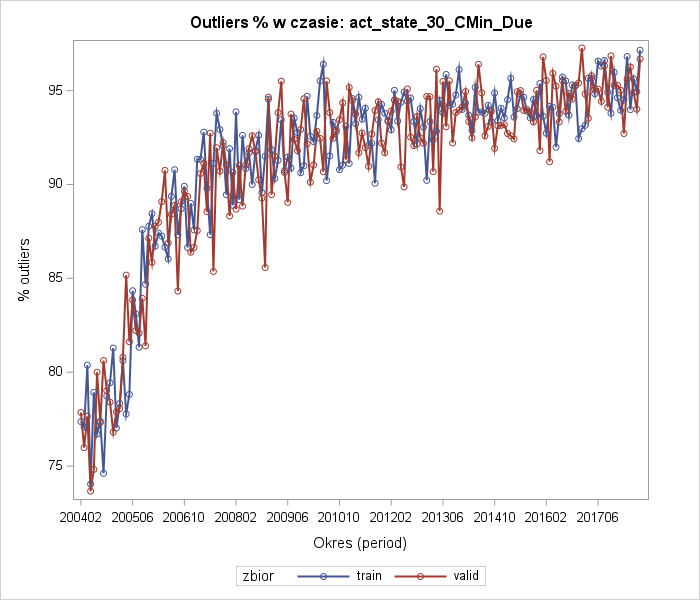 Outliers % w czasie: act_state_30_CMin_Due
95
90
85
80
75
% outliers
200402 200506 200610 200802 200906 201010 201202 201306 201410 201602 201706
Okres (period)
zbior train valid